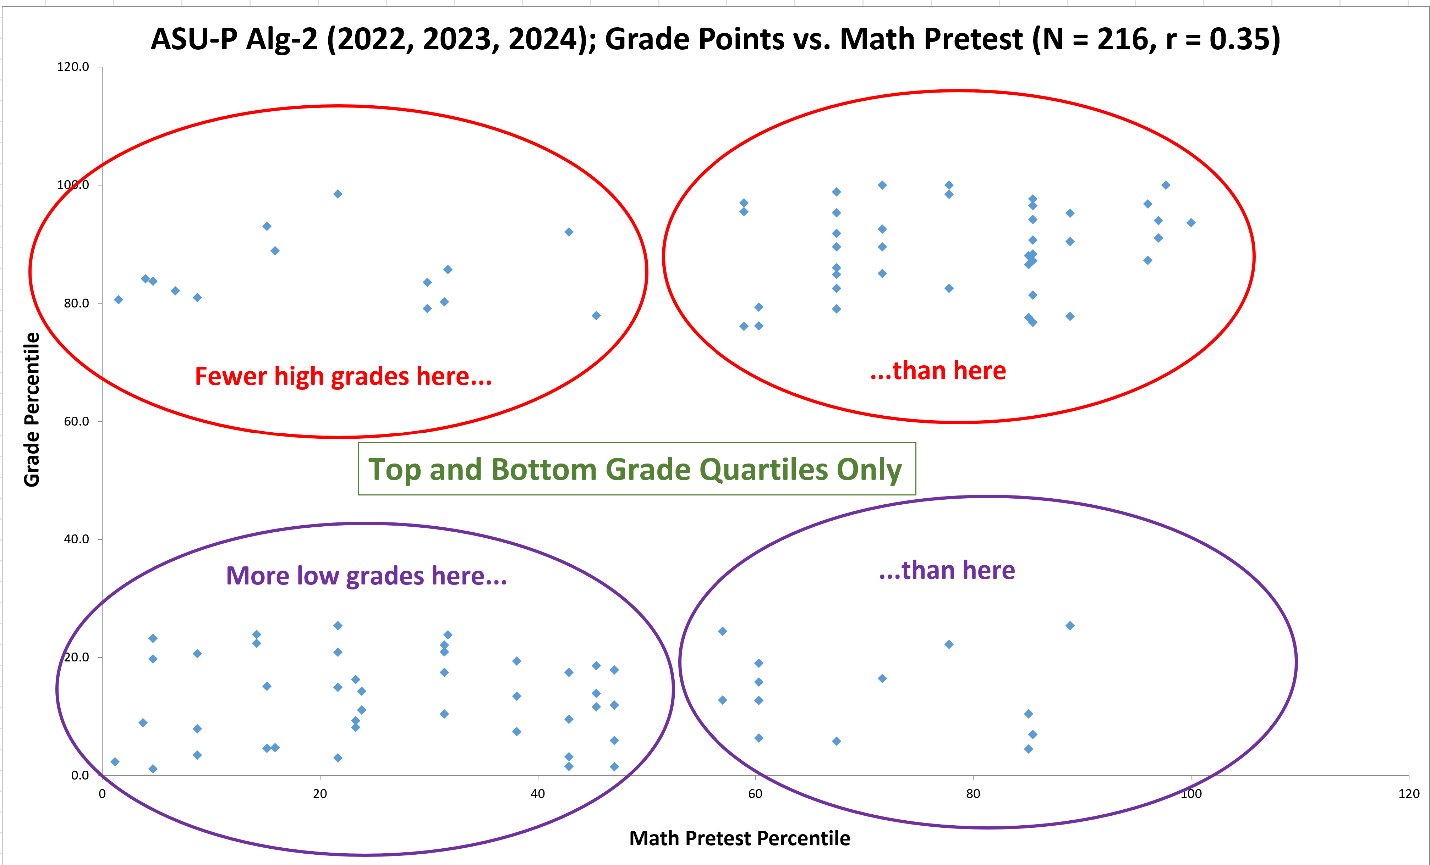 ASU-P Alg-2 (2022, 2023, 2024); Grade Points vs. Math Pretest (N = 216, r = 0.35)
120.0
100.0
80.0
60.0
40.0
20.0
0.0
Grade Percentile
Fewer high grades here...
...than here
Top and Bottom Grade Quartiles Only
More low grades here...
...than here
0
20
40
60
80
100
120
Math Pretest Percentile